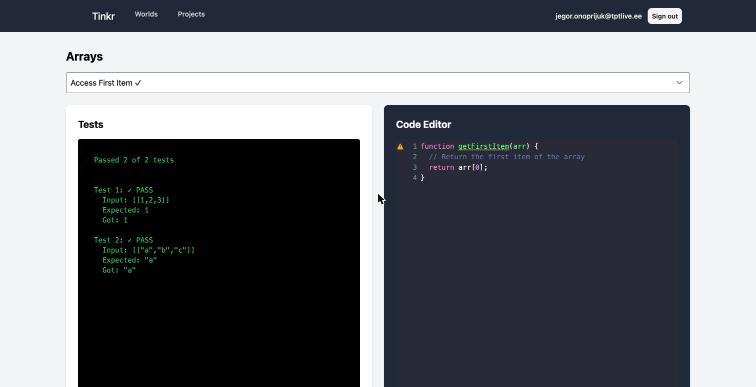 Tinkr Worlds Projects jegor.onoprijuk@tptlive.ee Sign out
Arrays
Access First Item ✓
Tests
Passed 2 of 2 tests
Test 1: ✓ PASS
Input: [[1,2,3]]
Expected: 1
Got: 1
Test 2: ✓ PASS
Input: [["a","b","c"]]
Expected: "a"
Got: "a"
Code Editor
1 function getFirstItem(arr) {
2 // Return the first item of the array
3 return arr[0];
4 }